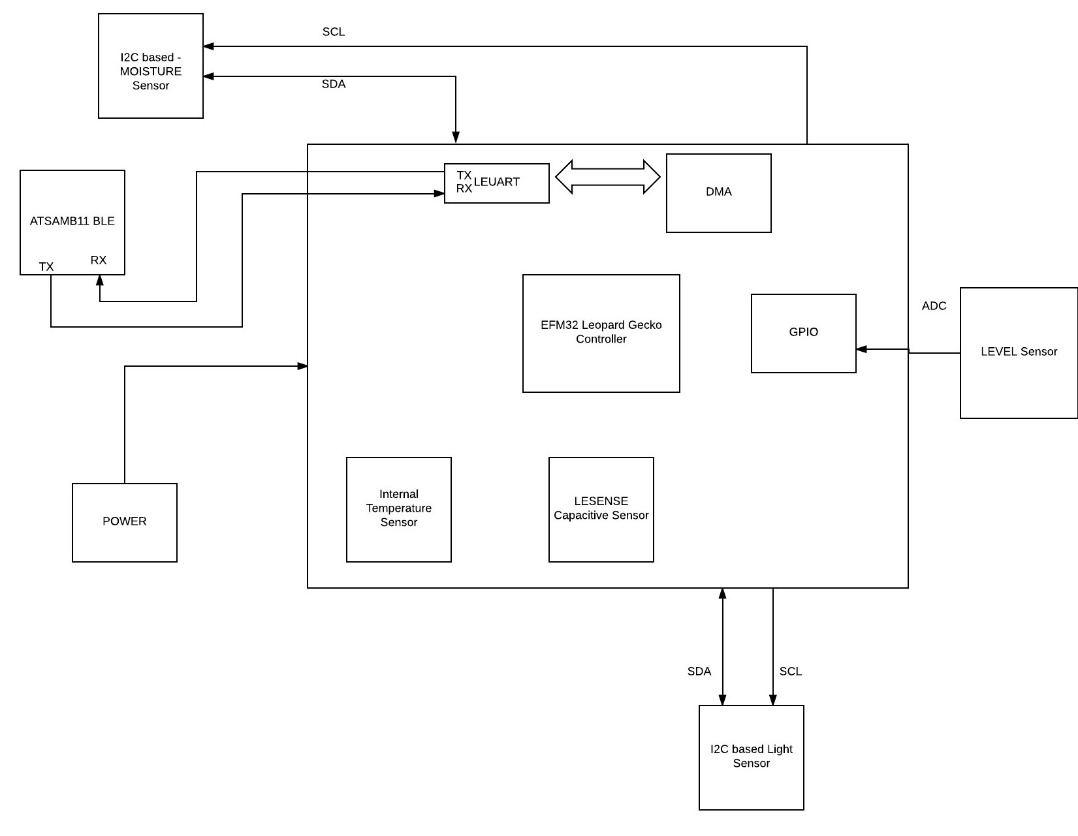 SCL
I2C based -
MOISTURE
Sensor
SDA
TX
RX LEUART
DMA
ATSAMB11 BLE
TX
RX
EFM32 Leopard Gecko
Controller
GPIO
ADC
LEVEL Sensor
Internal
Temperature
Sensor
LESENSE
Capacitive Sensor
POWER
SDA
SCL
I2C based Light
Sensor